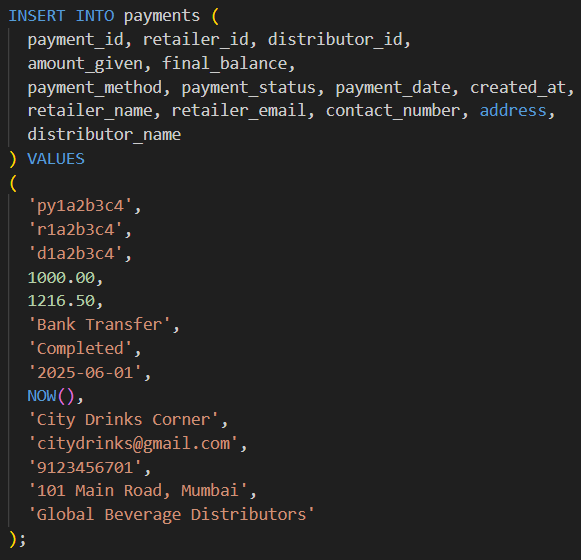 INSERT INTO payments (
  payment_id, retailer_id, distributor_id,
  amount_given, final_balance,
  payment_method, payment_status, payment_date, created_at,
  retailer_name, retailer_email, contact_number, address,
  distributor_name
) VALUES
(
  'py1a2b3c4',
  'r1a2b3c4',
  'd1a2b3c4',
  1000.00,
  1216.50,
  'Bank Transfer',
  'Completed',
  '2025-06-01',
  NOW(),
  'City Drinks Corner',
  'citydrinks@gmail.com',
  '9123456701',
  '101 Main Road, Mumbai',
  'Global Beverage Distributors'
);